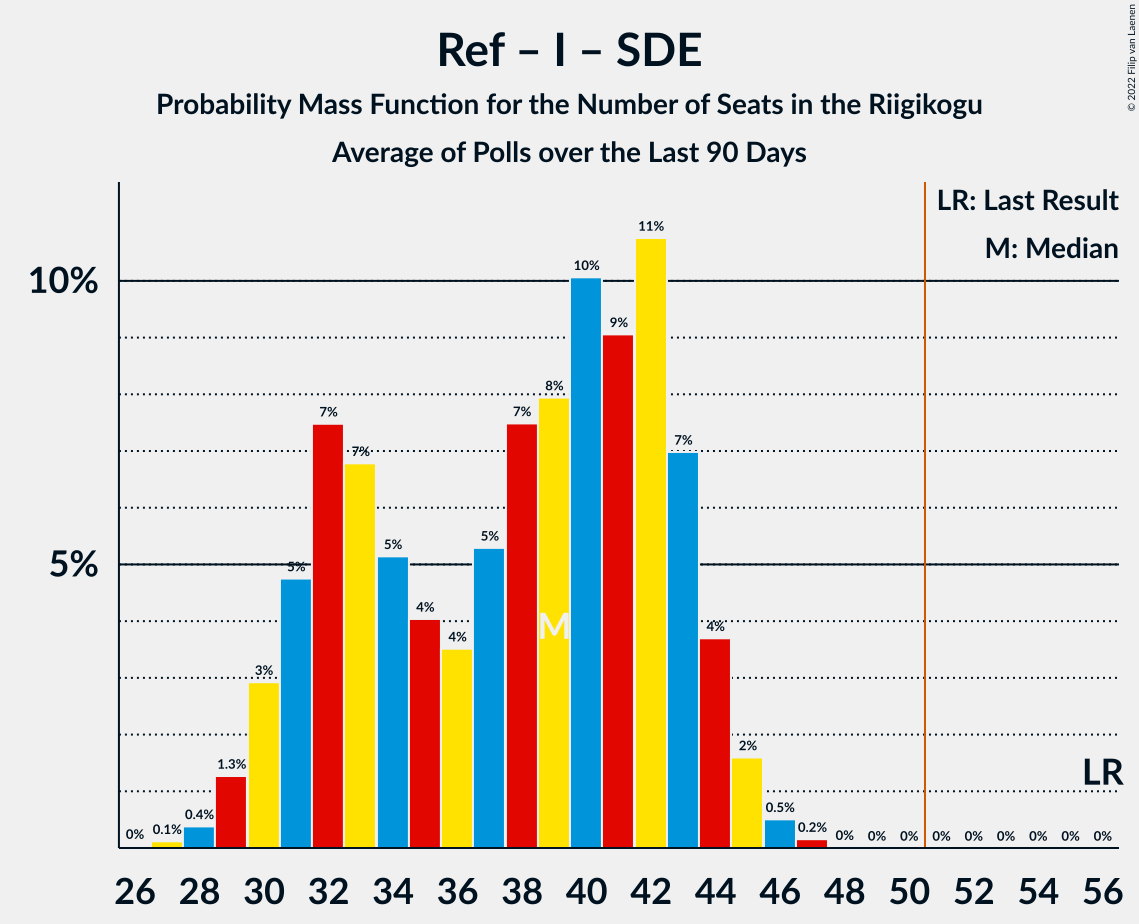 Ref – I – SDE
Probability Mass Function for the Number of Seats in the Riigikogu
Average of Polls over the Last 90 Days
© 2022 Filip van Laenen
LR: Last Result
M: Median
10%
5%
0% 0.1% 0.4% 1.3% 3% 5% 7% 7% 5% 4% 4% 5% 7% 8% 10% 9% 11% 7% 4% 2% 0.5% 0.2% 0% 0% 0% 0% 0% 0% 0% 0% 0%
M
LR
26 28 30 32 34 36 38 40 42 44 46 48 50 52 54 56